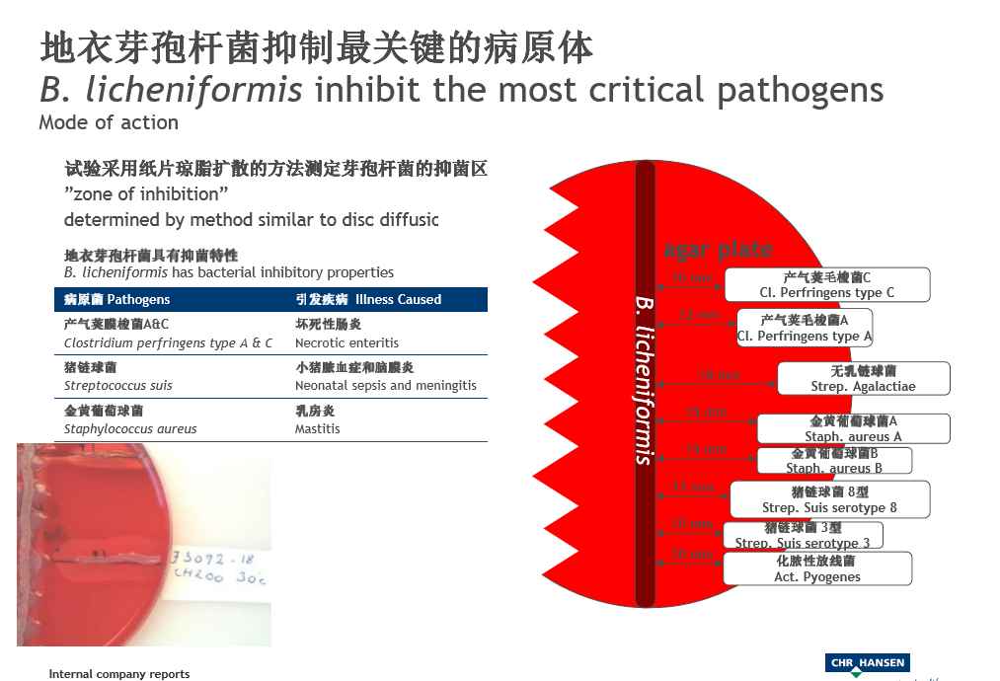 地衣芽孢杆菌抑制最关键的病原体
B. licheniformis inhibit the most critical pathogens
Mode of action
试验采用纸片琼脂扩散的方法测定芽孢杆菌的抑菌区
”zone of inhibition”
determined by method similar to disc diffusic
地衣芽孢杆菌具有抑菌特性
B. licheniformis has bacterial inhibitory properties
病原菌 Pathogens 引发疾病 Illness Caused
产气荚膜梭菌A&C 坏死性肠炎
Clostridium perfringens type A & C Necrotic enteritis
猪链球菌 小猪脓血症和脑膜炎
Streptococcus suis Neonatal sepsis and meningitis
金黄葡萄球菌 乳房炎
Staphylococcus aureus Mastitis
33092-18
CH200 30c
agar plate
B. licheniformis
10 mm
产气荚毛梭菌C
Cl. Perfringens type C
12 mm
产气荚毛梭菌A
Cl. Perfringens type A
18 mm
无乳链球菌
Strep. Agalactiae
15 mm
金黄葡萄球菌A
Staph. aureus A
15 mm
金黄葡萄球菌B
Staph. aureus B
11 mm
猪链球菌 8型
Strep. Suis serotype 8
10 mm
猪链球菌 3型
Strep. Suis serotype 3
10 mm
化脓性放线菌
Act. Pyogenes
Internal company reports
CHR HANSEN